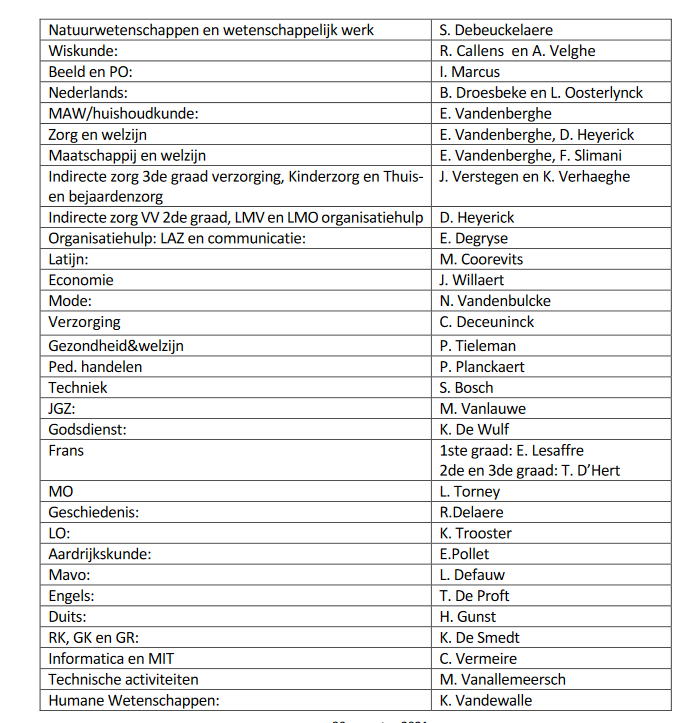 Natuurwetenschappen en wetenschappelijk werk S. Debeuckelaere
Wiskunde: R. Callens en A. Velghe
Beeld en PO: I. Marcus
Nederlands: B. Droesbeke en L. Oosterlynck
MAW/huishoudkunde: E. Vandenberghe
Zorg en welzijn E. Vandenberghe, D. Heyerick
Maatschappij en welzijn E. Vandenberghe, F. Slimani
Indirecte zorg 3de graad verzorging, Kinderzorg en Thuis- J. Verstegen en K. Verhaeghe
en bejaardenzorg
Indirecte zorg VV 2de graad, LMV en LMO organisatiehulp D. Heyerick
Organisatiehulp: LAZ en communicatie: E. Degryse
Latijn: M. Coorevits
Economie J. Willaert
Mode: N. Vandenbulcke
Verzorging C. Deceuninck
Gezondheid&welzijn P. Tieleman
Ped. handelen P. Planckaert
Techniek S. Bosch
JGZ: M. Vanlauwe
Godsdienst: K. De Wulf
Frans 1ste graad: E. Lesaffre
2de en 3de graad: T. D’Hert
MO L. Torney
Geschiedenis: R.Delaere
LO: K. Trooster
Aardrijkskunde: E.Pollet
Mavo: L. Defauw
Engels: T. De Proft
Duits: H. Gunst
RK, GK en GR: K. De Smedt
Informatica en MIT C. Vermeire
Technische activiteiten M. Vanallemeersch
Humane Wetenschappen: K. Vandewalle